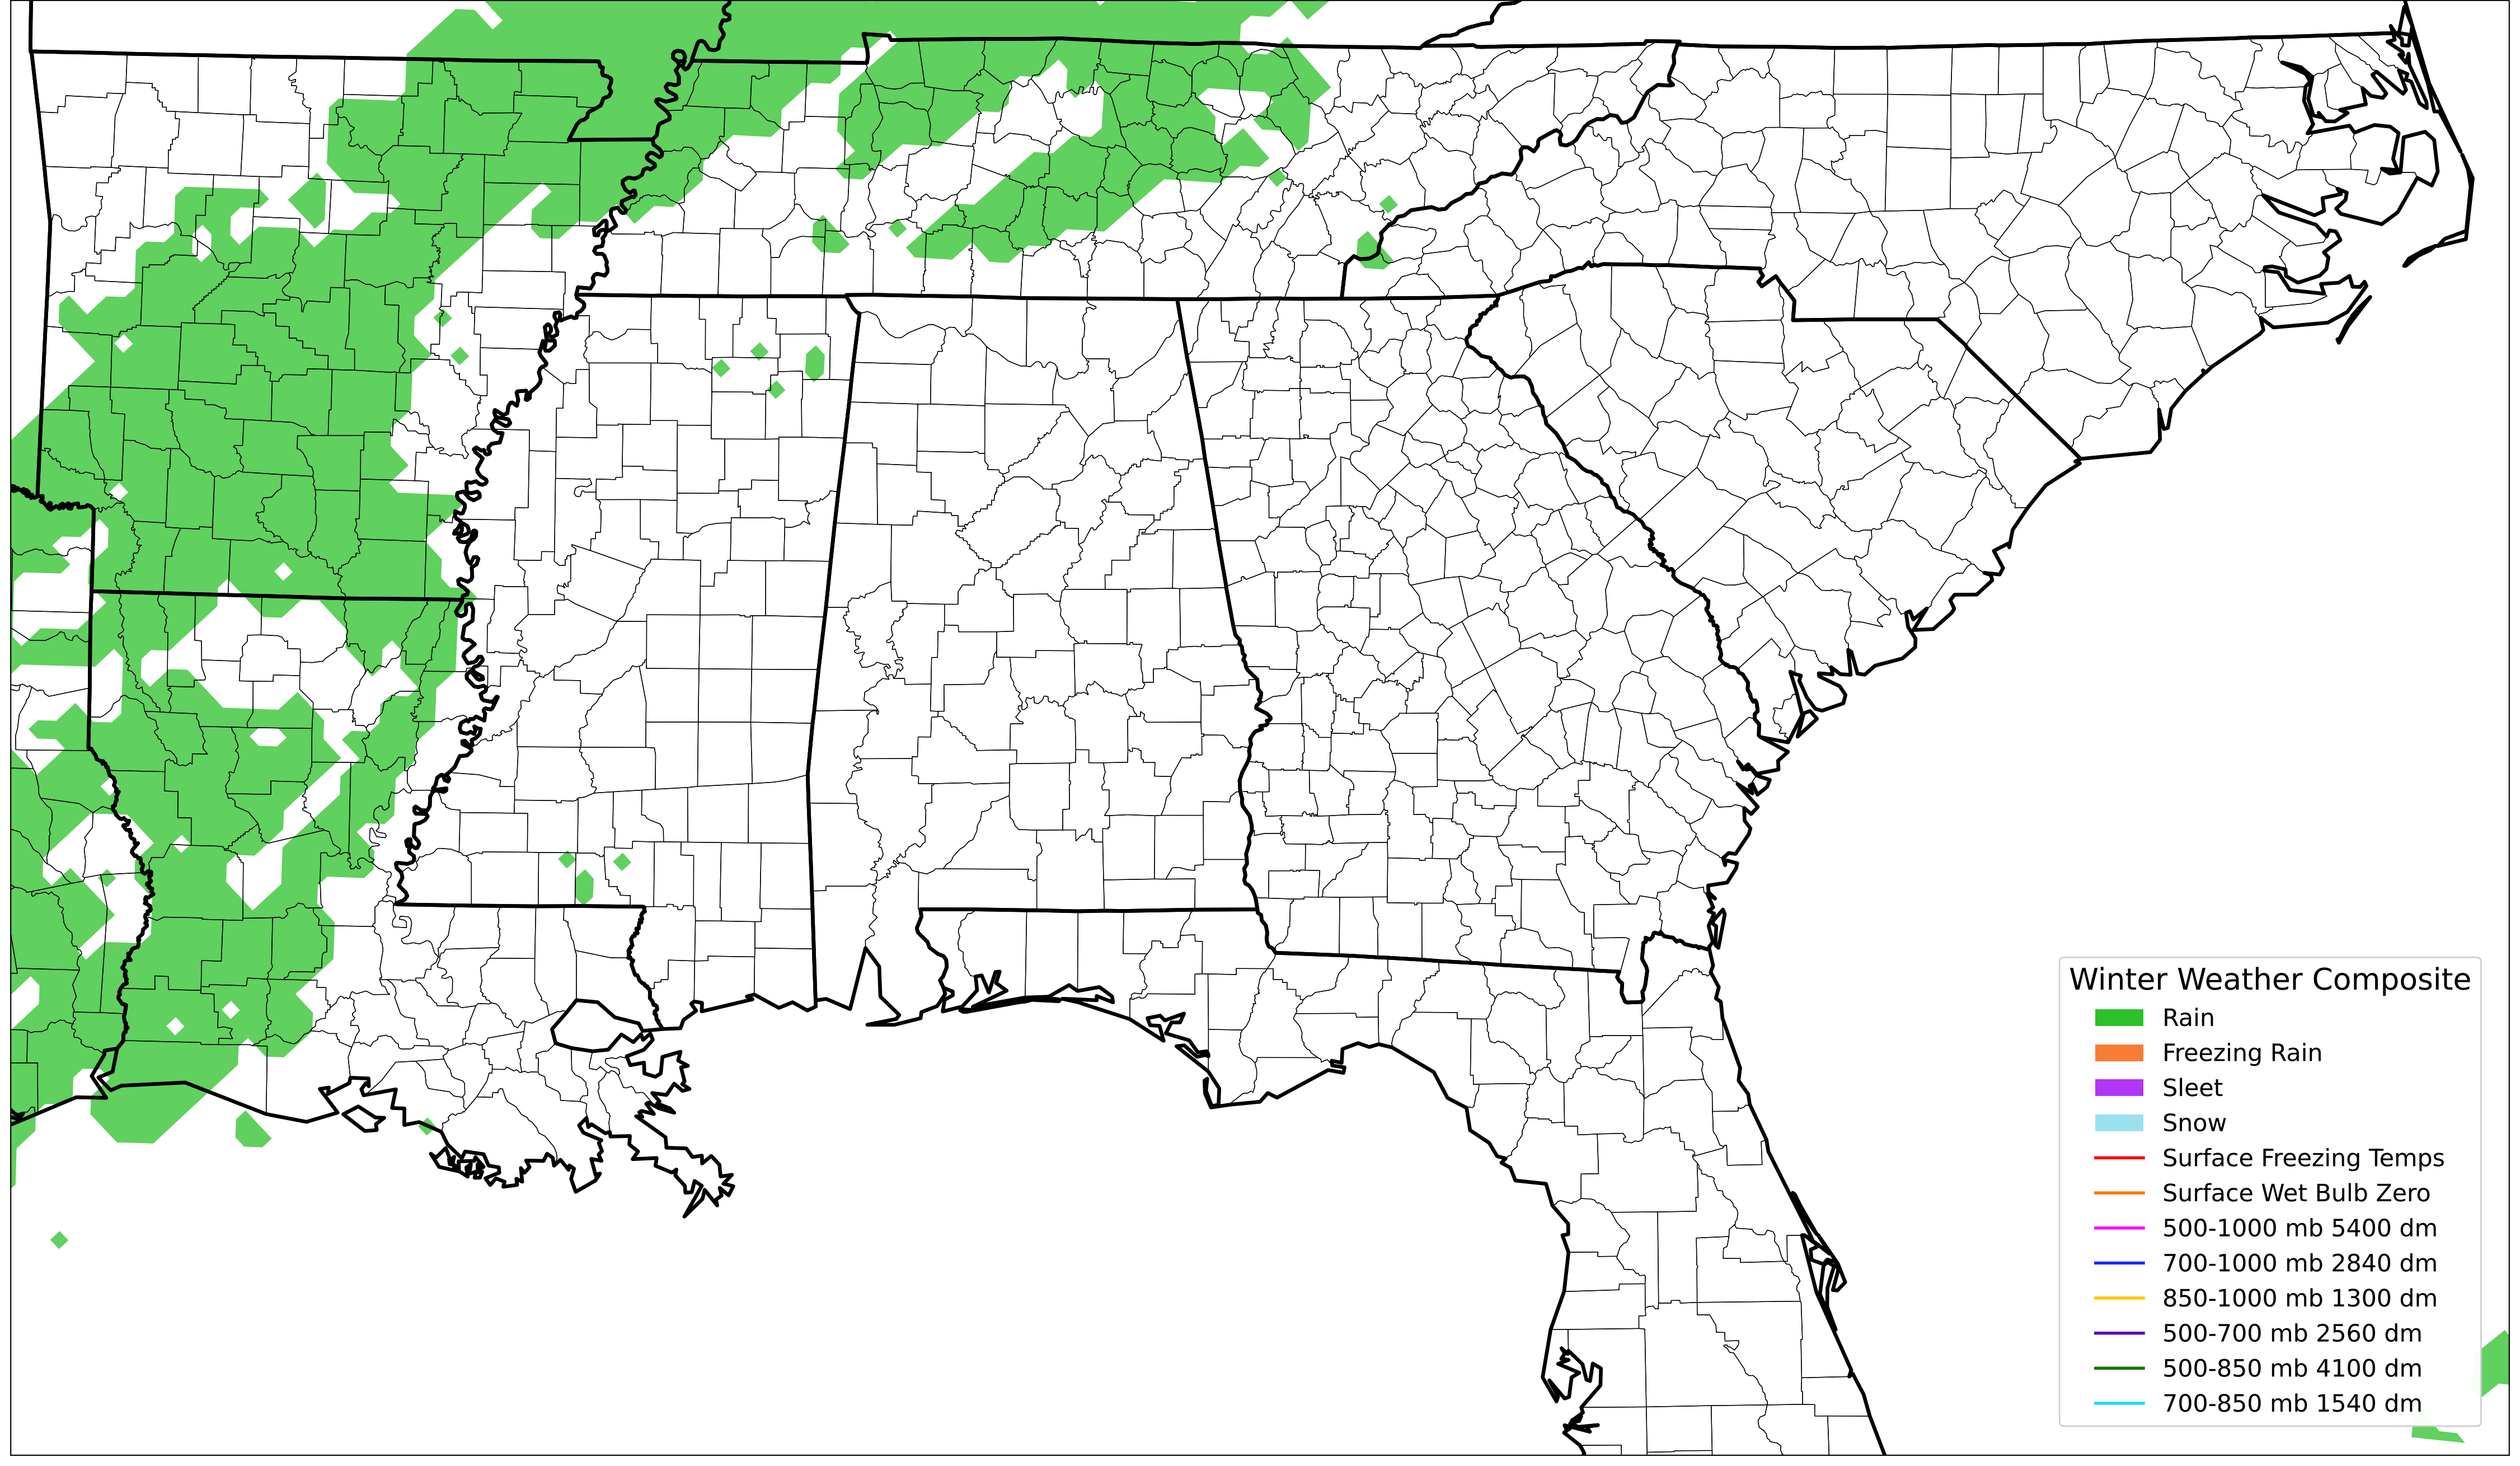 Winter Weather Composite
Rain
Freezing Rain
Sleet
Snow
Surface Freezing Temps
Surface Wet Bulb Zero
500-1000 mb 5400 dm
700-1000 mb 2840 dm
850-1000 mb 1300 dm
500-700 mb 2560 dm
500-850 mb 4100 dm
700-850 mb 1540 dm